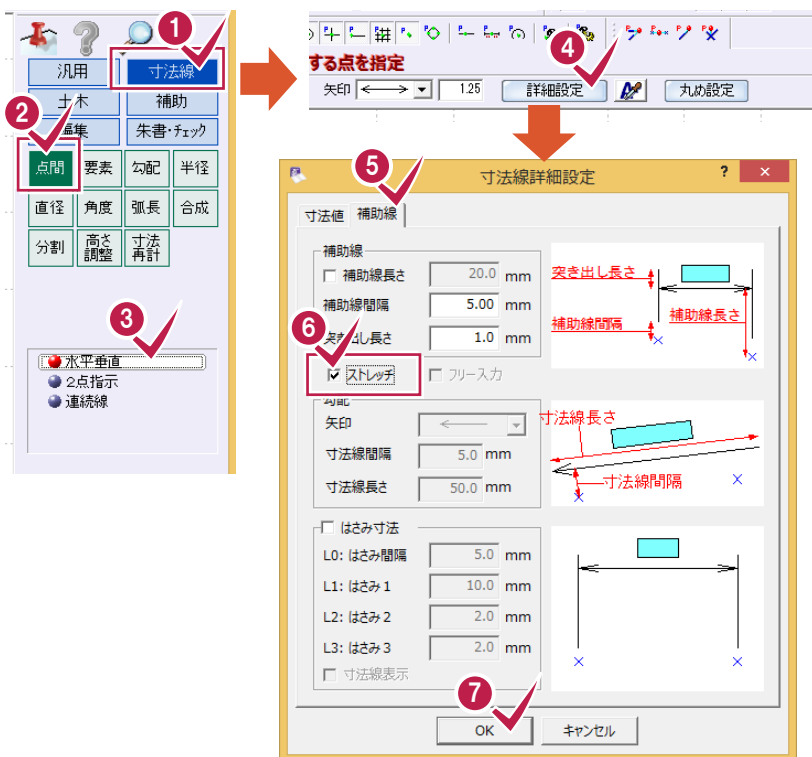 1
汎用 寸法線
土木 補助
2
編集 朱書・チェック
点間 要素 勾配 半径
直径 角度 弧長 合成
分割 高さ調整 寸法再計
3
水平垂直
2点指示
連続線
4
する点を指定
矢印 1.25 詳細設定 丸め設定
5
寸法線詳細設定 ? ×
寸法値 補助線
補助線
補助線長さ 20.0 mm
補助線間隔 5.00 mm
6
突き出し長さ 1.0 mm
ストレッチ フリー入力
勾配
矢印
寸法線間隔 5.0 mm
寸法線長さ 50.0 mm
はさみ寸法
L0: はさみ間隔 5.0 mm
L1: はさみ1 10.0 mm
L2: はさみ2 2.0 mm
L3: はさみ3 2.0 mm
寸法線表示
突き出し長さ
補助線長さ
補助線間隔
寸法線長さ
寸法線間隔
7
OK キャンセル